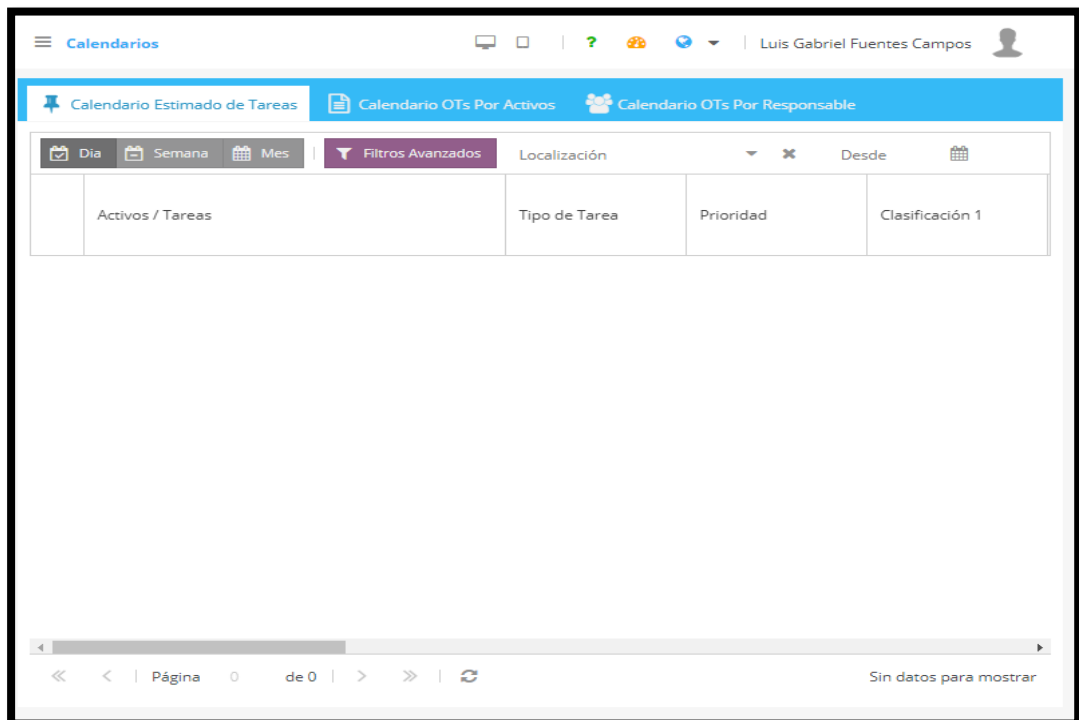 Calendarios ? Luis Gabriel Fuentes Campos
Calendario Estimado de Tareas Calendario OTs Por Activos Calendario OTs Por Responsable
Dia Semana Mes Filtros Avanzados Localización Desde
Activos / Tareas Tipo de Tarea Prioridad Clasificación 1
Página 0 de 0 Sin datos para mostrar